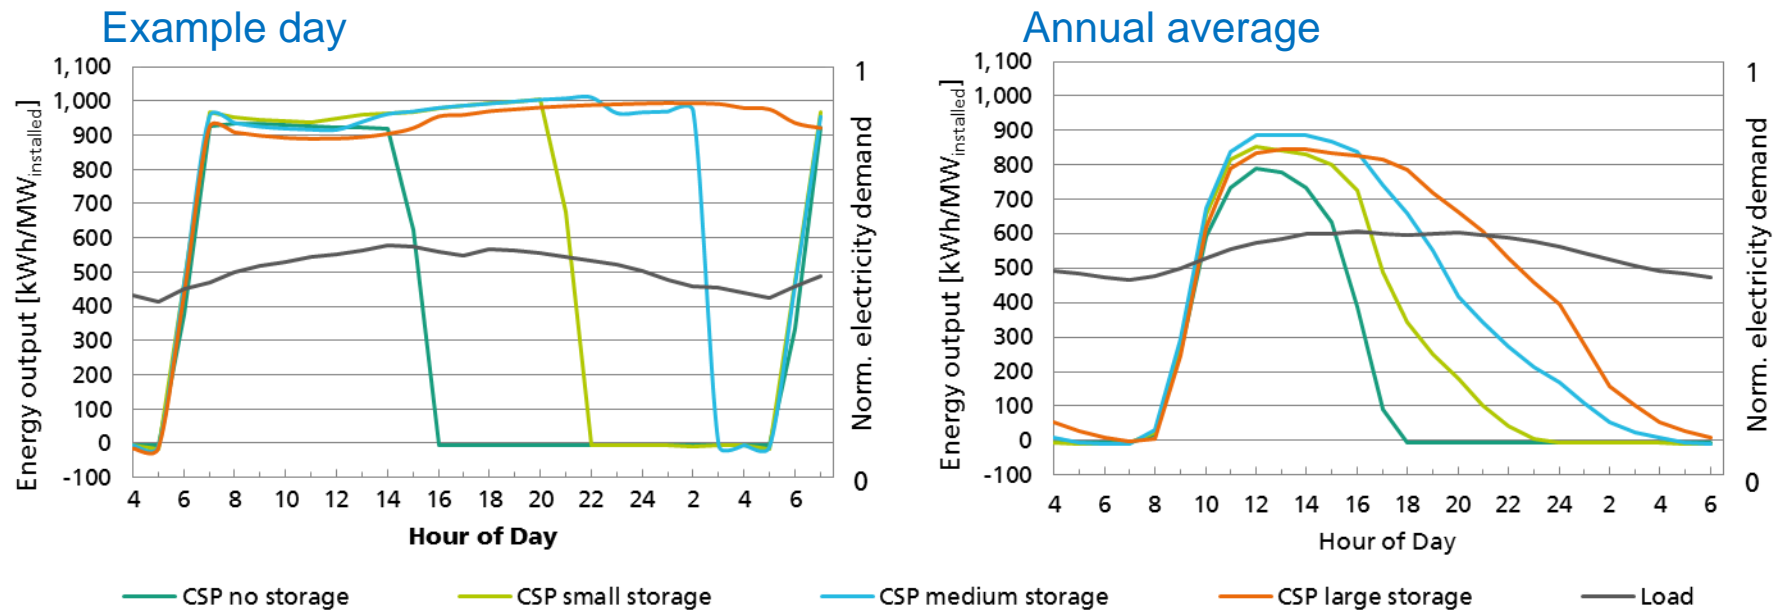 Example day
Energy output [kWh/MWinstalled]
1,100
1,000
900
800
700
600
500
400
300
200
100
0
-100
1
0
Norm. electricity demand
4 6 8 10 12 14 16 18 20 22 24 2 4 6
Hour of Day
Annual average
Energy output [kWh/MWinstalled]
1,100
1,000
900
800
700
600
500
400
300
200
100
0
-100
1
0
Norm. electricity demand
4 6 8 10 12 14 16 18 20 22 24 2 4 6
Hour of Day
CSP no storage CSP small storage CSP medium storage CSP large storage Load